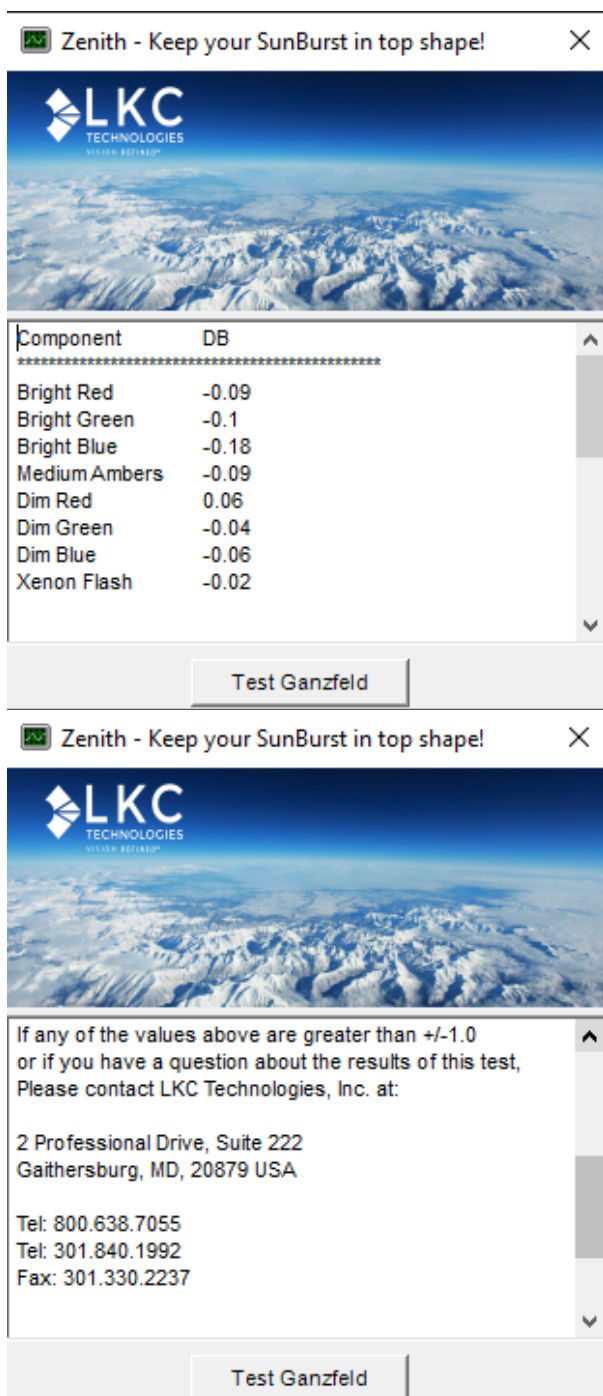 Zenith - Keep your SunBurst in top shape!
LKC
TECHNOLOGIES
VISION DEFINED™
Component DB
************************************************
Bright Red -0.09
Bright Green -0.1
Bright Blue -0.18
Medium Ambers -0.09
Dim Red 0.06
Dim Green -0.04
Dim Blue -0.06
Xenon Flash -0.02
Test Ganzfeld
Zenith - Keep your SunBurst in top shape!
LKC
TECHNOLOGIES
VISION DEFINED™
If any of the values above are greater than +/-1.0
or if you have a question about the results of this test,
Please contact LKC Technologies, Inc. at:
2 Professional Drive, Suite 222
Gaithersburg, MD, 20879 USA
Tel: 800.638.7055
Tel: 301.840.1992
Fax: 301.330.2237
Test Ganzfeld